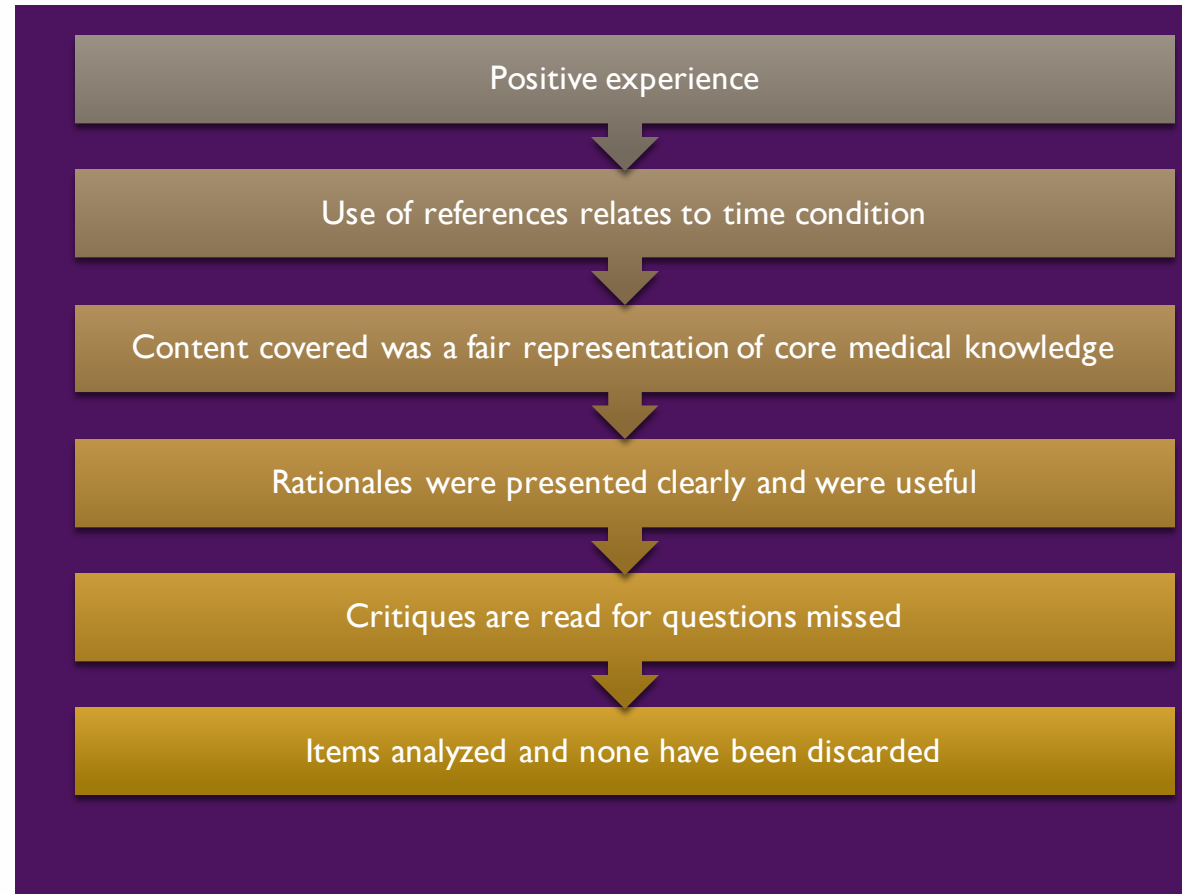 Positive experience
Use of references relates to time condition
Content covered was a fair representation of core medical knowledge
Rationales were presented clearly and were useful
Critiques are read for questions missed
Items analyzed and none have been discarded